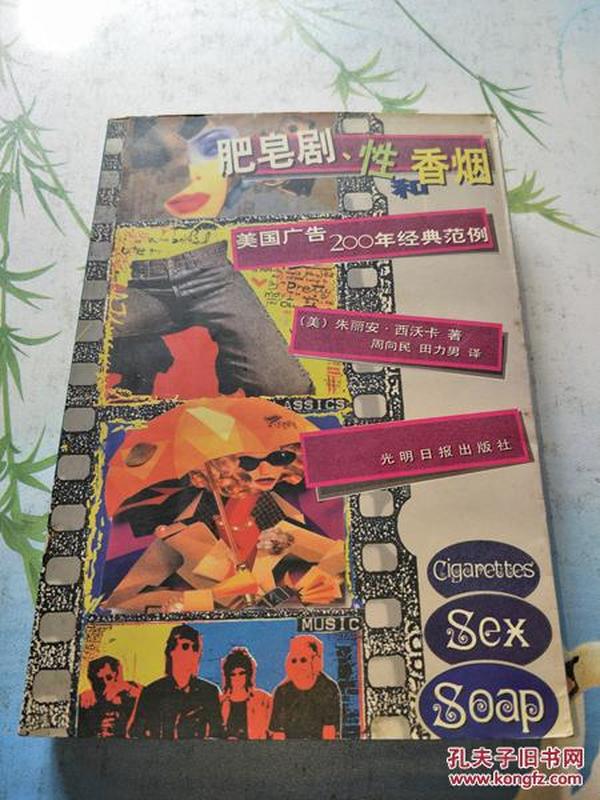 肥皂剧、性和香烟
美国广告200年经典范例
(美) 朱丽安·西沃卡 著
周向民 田力男 译
ASSICS
光明日报出版社
Cigarettes
MUSIC
Sex
Soap
孔夫子旧书网
www.kongfz.com